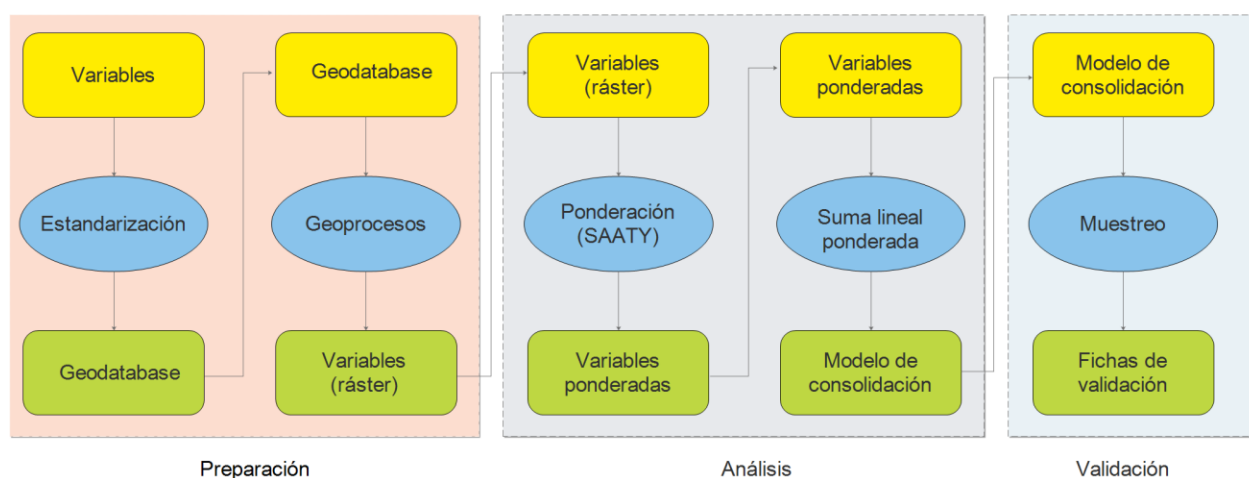 Variables
Estandarización
Geodatabase
Geodatabase
Geoprocesos
Variables
(ráster)
Variables
(ráster)
Ponderación
(SAATY)
Variables
ponderadas
Variables
ponderadas
Suma lineal
ponderada
Modelo de
consolidación
Modelo de
consolidación
Muestreo
Fichas de
validación
Preparación
Análisis
Validación